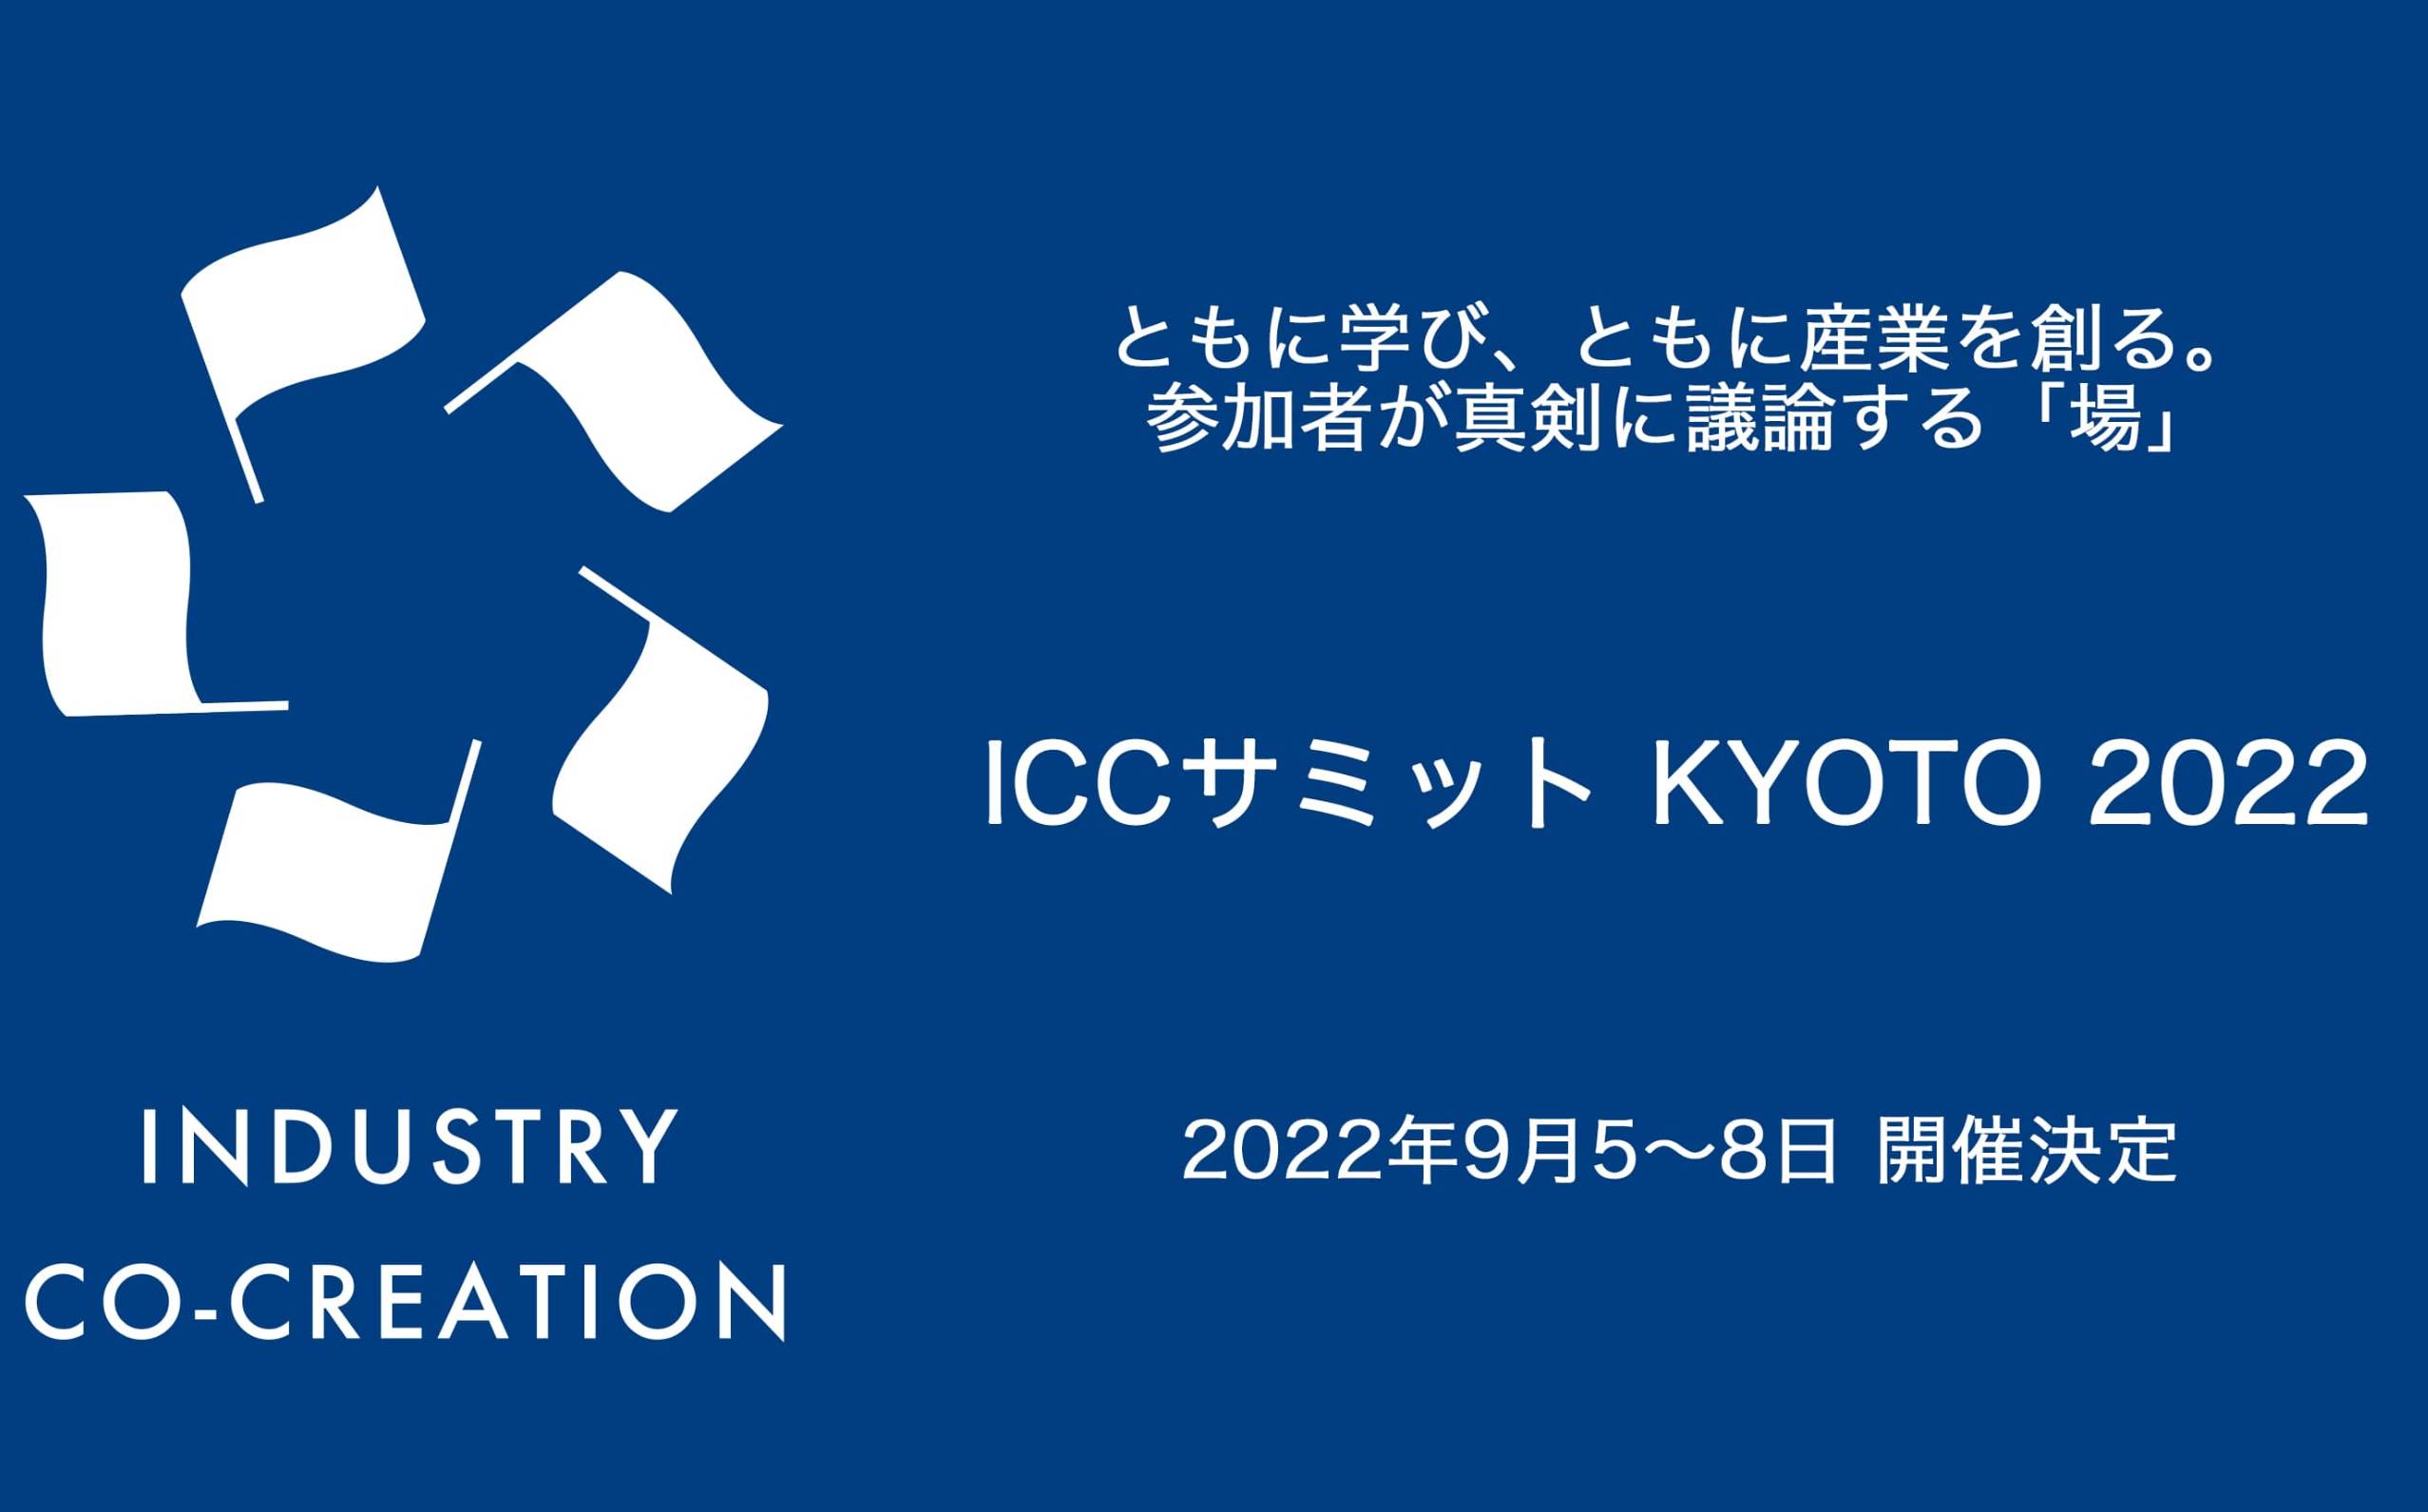 INDUSTRY
CO-CREATION
ともに学び、ともに産業を創る。
参加者が真剣に議論する「場」
ICCサミット KYOTO 2022
2022年9月5〜8日 開催決定